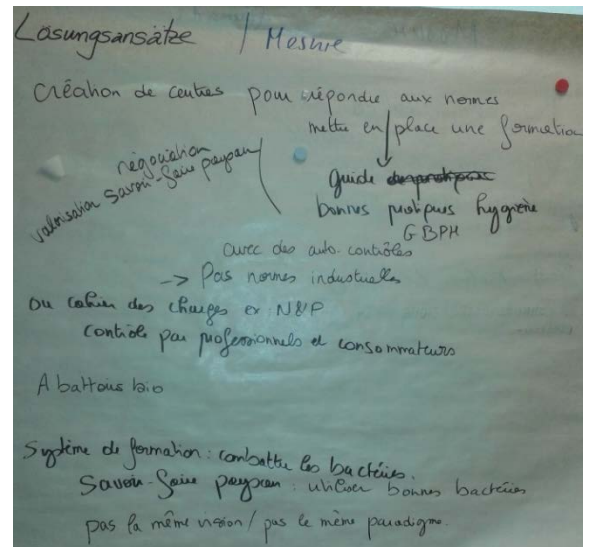 Lösungsansätze / Mesure
Création de centres pour répondre aux normes
mettre en place une formation
négociation
valorisation savoir-faire paysan
guide
bonnes pratiques hygiène
GBPH
avec des auto. contrôles
-> Pas normes industrielles
Ou cahier des charges ex N&P
contrôle par professionnels et consommateurs
Abattoirs bio
Système de formation : combattre les bactéries.
Savoir-faire paysan : utiliser bonnes bactéries
pas la même vision / pas le même paradigme.